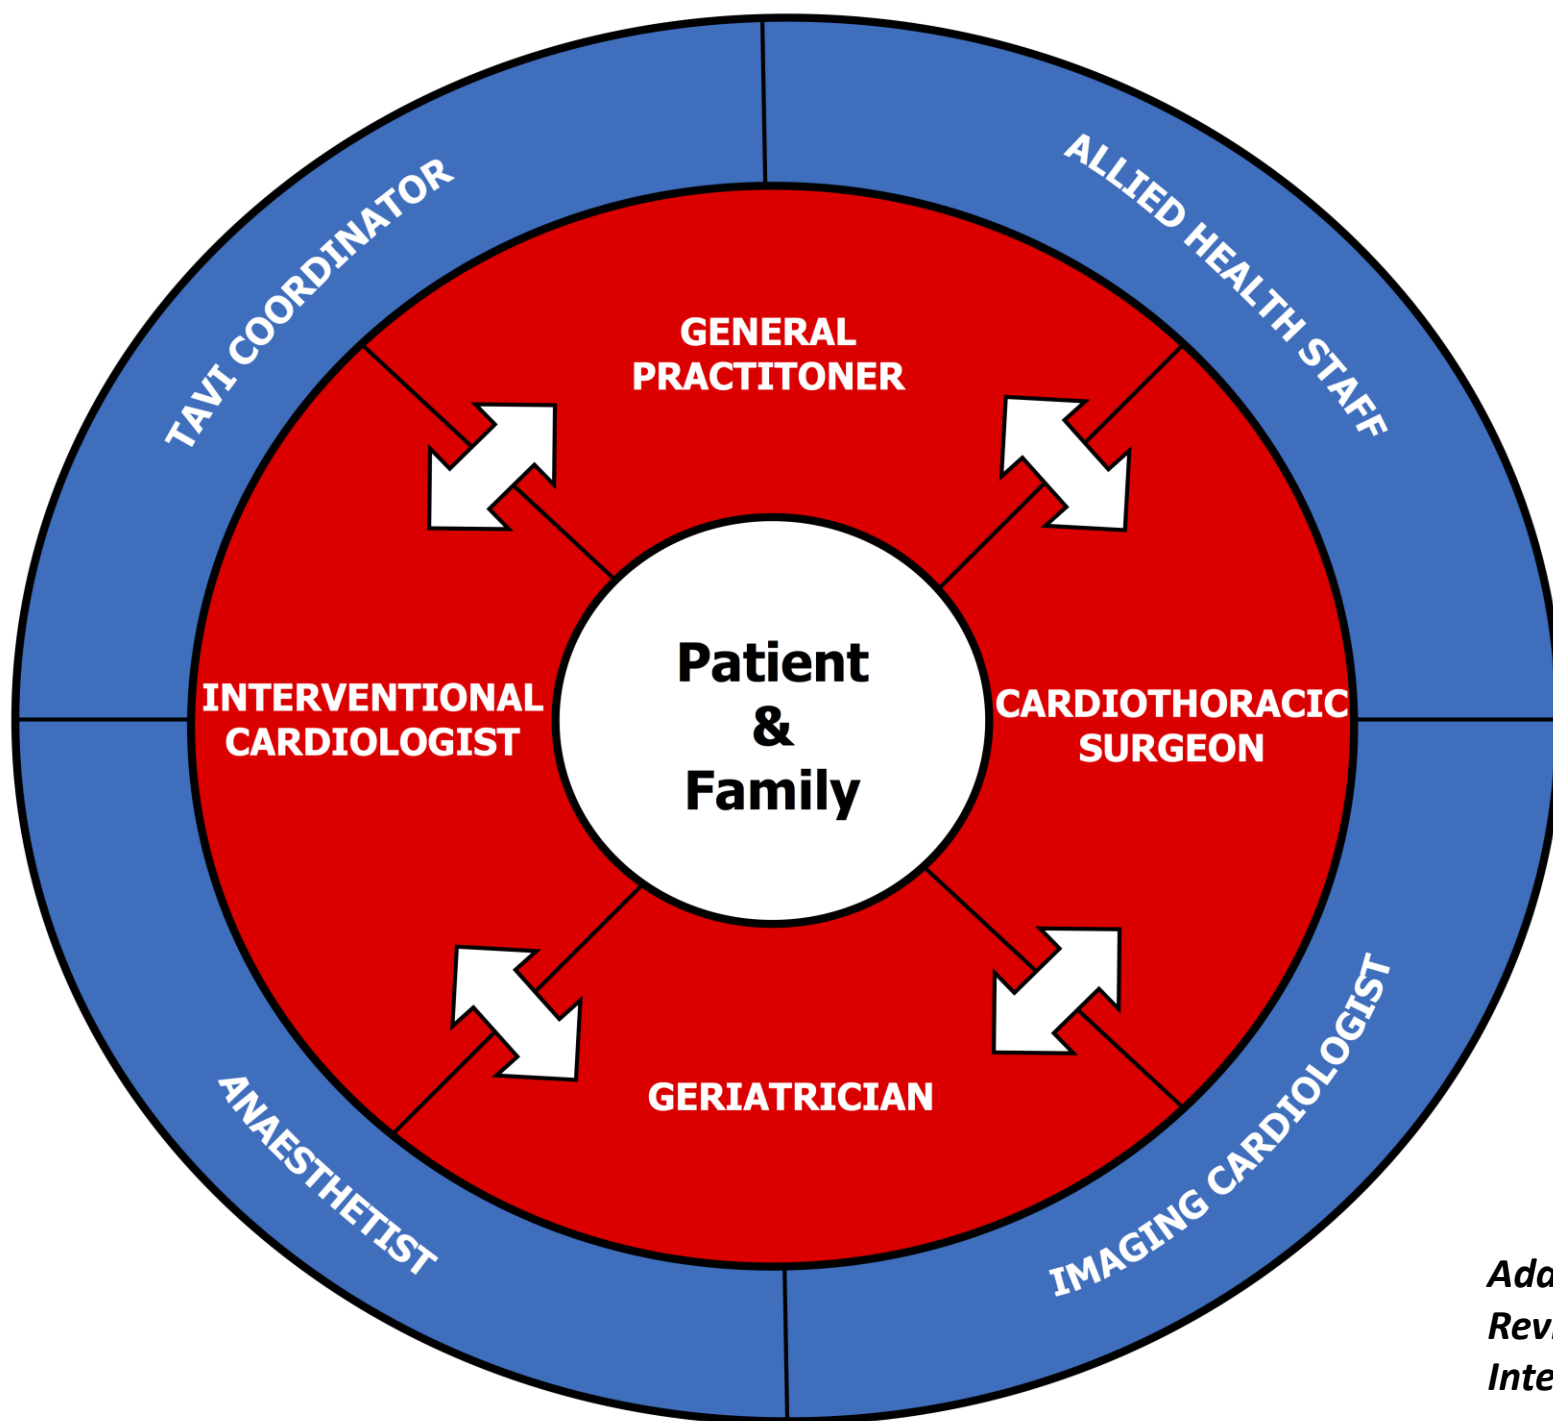 TAVI COORDINATOR
ALLIED HEALTH STAFF
GENERAL
PRACTITONER
INTERVENTIONAL
CARDIOLOGIST
Patient
&
Family
CARDIOTHORACIC
SURGEON
GERIATRICIAN
ANAESTHETIST
IMAGING CARDIOLOGIST